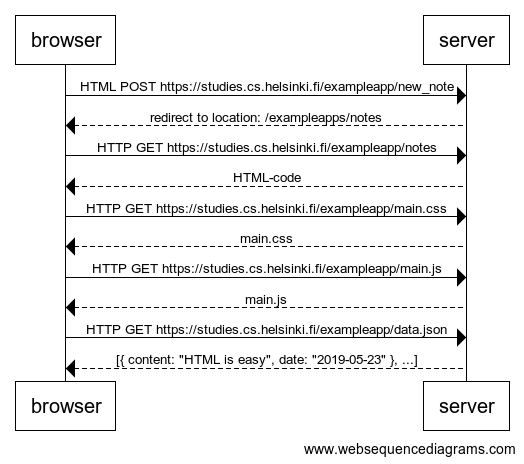 browser server
HTML POST https://studies.cs.helsinki.fi/exampleapp/new_note
redirect to location: /exampleapps/notes
HTTP GET https://studies.cs.helsinki.fi/exampleapp/notes
HTML-code
HTTP GET https://studies.cs.helsinki.fi/exampleapp/main.css
main.css
HTTP GET https://studies.cs.helsinki.fi/exampleapp/main.js
main.js
HTTP GET https://studies.cs.helsinki.fi/exampleapp/data.json
[{ content: "HTML is easy", date: "2019-05-23" }, ...]
browser server
www.websequencediagrams.com